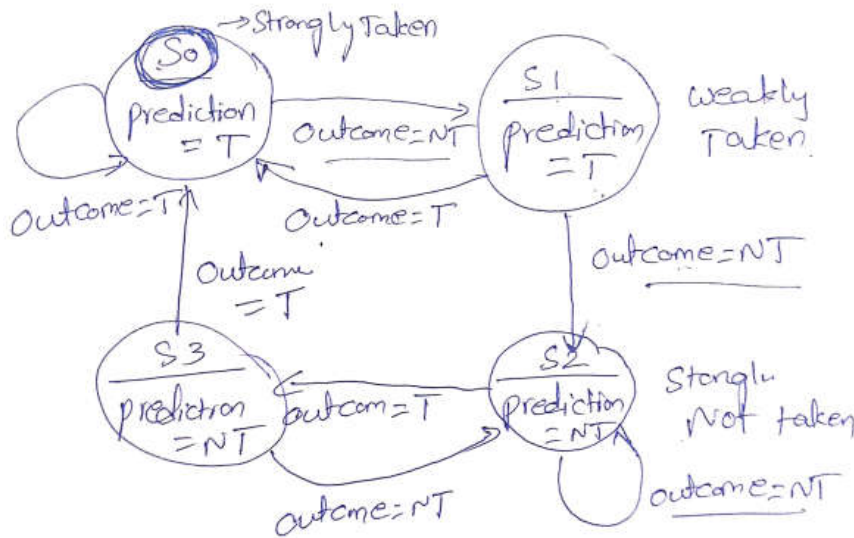 S0
→ Strongly Taken
prediction
= T
Outcome=T
Outcome=NT
Outcome=T
S1
prediction
= T
Weakly
Taken
Outcome=NT
Outcome
= T
S3
prediction
= NT
Outcom=T
Outcome=NT
S2
prediction
= NT
Stongly
Not taken
Outcome=NT